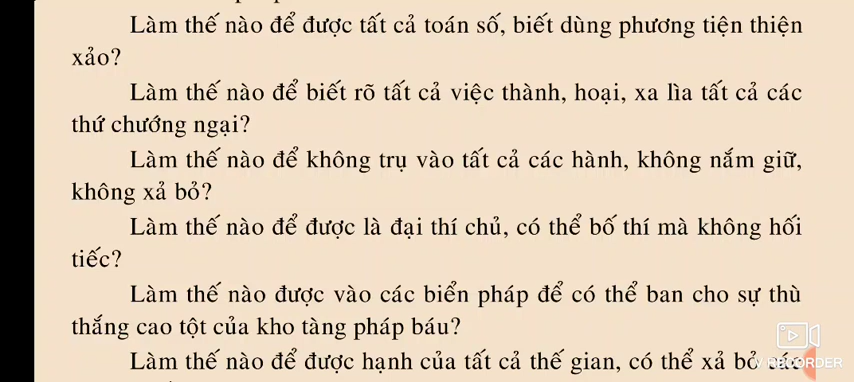 Làm thế nào để được tất cả toán số, biết dùng phương tiện thiện
xảo?
Làm thế nào để biết rõ tất cả việc thành, hoại, xa lìa tất cả các
thứ chướng ngại?
Làm thế nào để không trụ vào tất cả các hành, không nắm giữ,
không xả bỏ?
Làm thế nào để được là đại thí chủ, có thể bố thí mà không hối
tiếc?
Làm thế nào được vào các biển pháp để có thể ban cho sự thù
thắng cao tột của kho tàng pháp báu?
Làm thế nào để được hạnh của tất cả thế gian, có thể xả bỏ các
V RECORDER